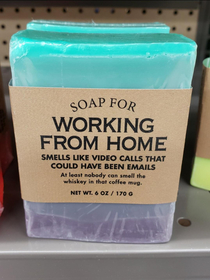 SOAP FOR
WORKING
FROM HOME
SMELLS LIKE VIDEO CALLS THAT
COULD HAVE BEEN EMAILS
At least nobody can smell the
whiskey in that coffee mug.
NET WT. 6 OZ / 170 G